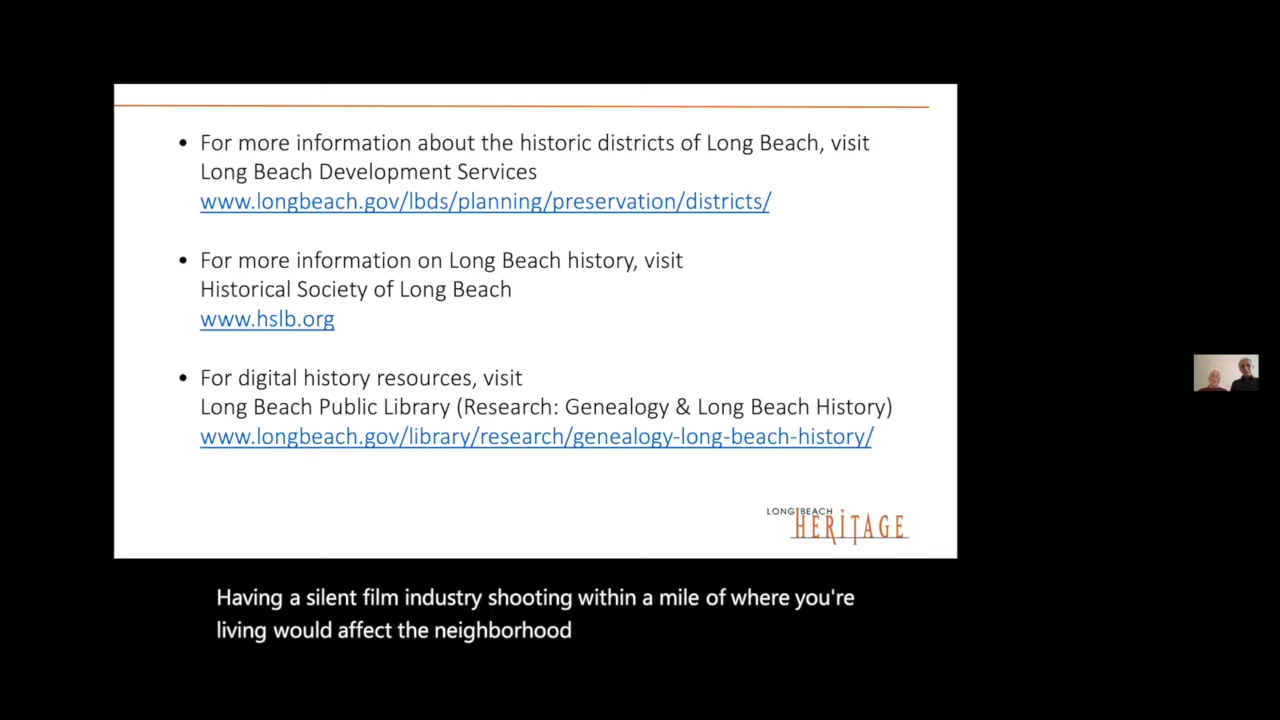 • For more information about the historic districts of Long Beach, visit
Long Beach Development Services
www.longbeach.gov/lbds/planning/preservation/districts/
• For more information on Long Beach history, visit
Historical Society of Long Beach
www.hslb.org
• For digital history resources, visit
Long Beach Public Library (Research: Genealogy & Long Beach History)
www.longbeach.gov/library/research/genealogy-long-beach-history/
LONG BEACH
HERITAGE
Having a silent film industry shooting within a mile of where you're
living would affect the neighborhood